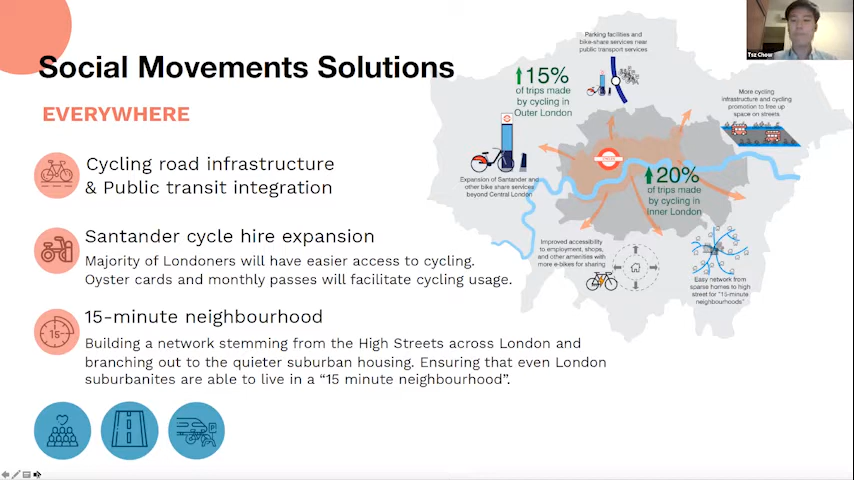 Social Movements Solutions
EVERYWHERE
Cycling road infrastructure
& Public transit integration
Santander cycle hire expansion
Majority of Londoners will have easier access to cycling.
Oyster cards and monthly passes will facilitate cycling usage.
15-minute neighbourhood
15
Building a network stemming from the High Streets across London and
branching out to the quieter suburban housing. Ensuring that even London
suburbanites are able to live in a “15 minute neighbourhood”.
Parking facilities and
bike-share services near
public transport services
15%
of trips made
by cycling in
Outer London
More cycling
infrastructure and cycling
promotion to free up
space on streets
Expansion of Santander and
other bike share services
beyond Central London
20%
of trips made
by cycling in
Inner London
Improved accessibility
to employment, shops,
and other amenities with
more e-bikes for sharing
Easy network from
sparse homes to high
street for "15-minute
neighbourhoods"
P
Tsz Chow